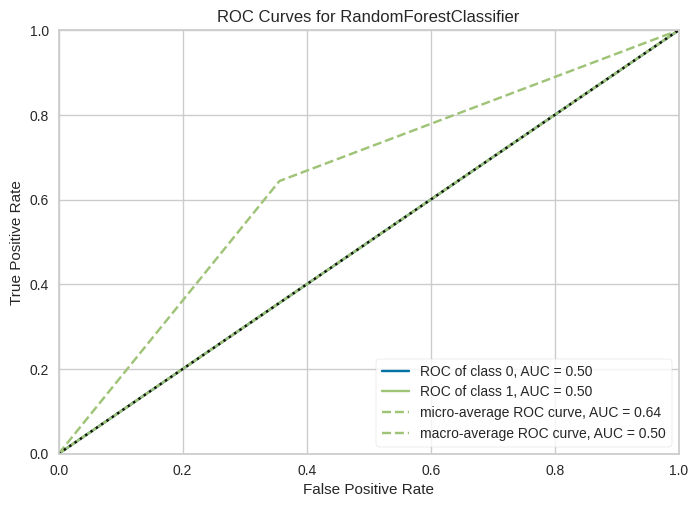 ROC Curves for RandomForestClassifier
1.0
0.8
0.6
0.4
0.2
0.0
True Positive Rate
ROC of class 0, AUC = 0.50
ROC of class 1, AUC = 0.50
micro-average ROC curve, AUC = 0.64
macro-average ROC curve, AUC = 0.50
0.0 0.2 0.4 0.6 0.8 1.0
False Positive Rate